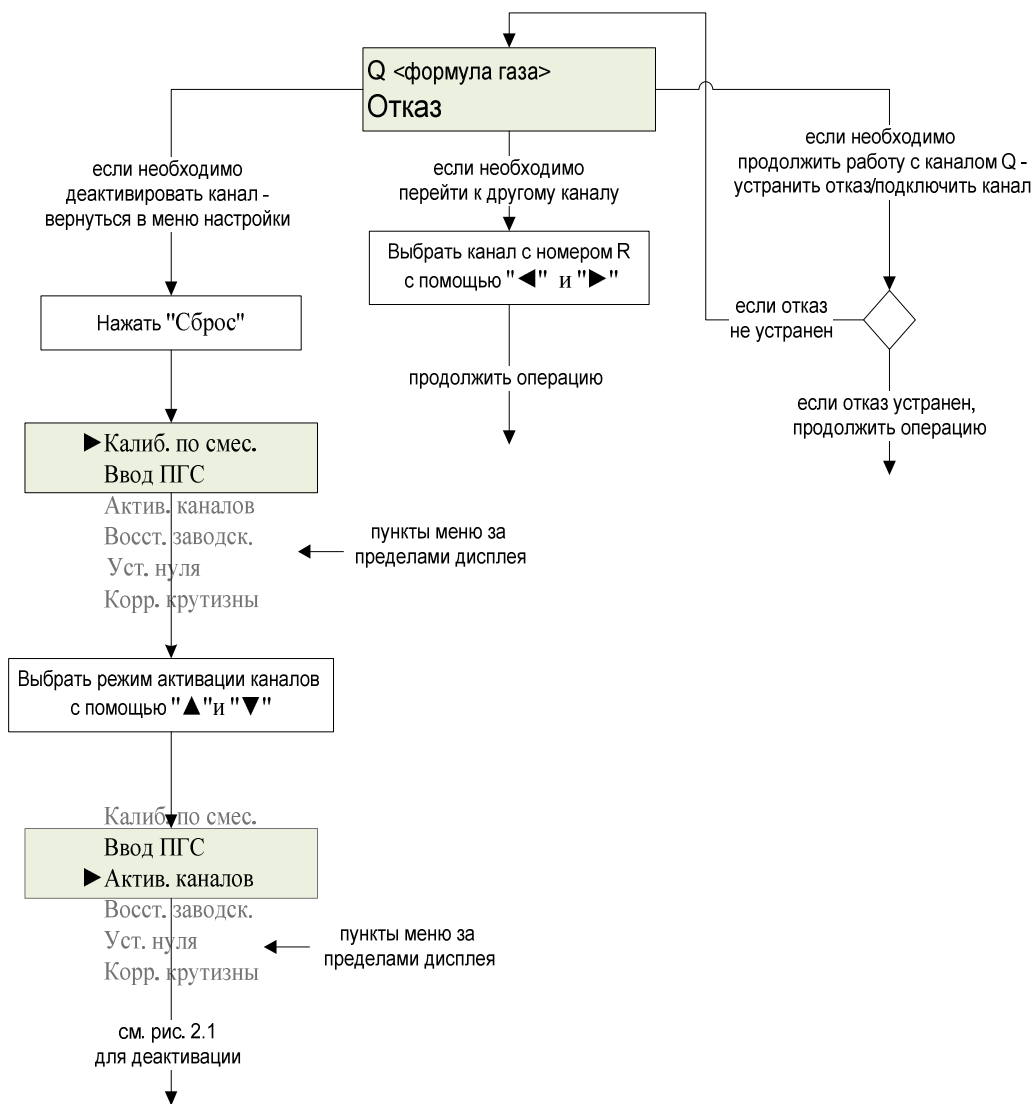 Q <формула газа>
Отказ
если необходимо
деактивировать канал -
вернуться в меню настройки
если необходимо
перейти к другому каналу
если необходимо
продолжить работу с каналом Q -
устранить отказ/подключить канал
Выбрать канал с номером R
с помощью "◄" и "►"
Нажать "Сброс"
если отказ
не устранен
продолжить операцию
если отказ устранен,
продолжить операцию
►Калиб. по смес.
Ввод ПГС
Актив. каналов
Восст. заводск.
Уст. нуля
Корр. крутизны
пункты меню за
пределами дисплея
Выбрать режим активации каналов
с помощью "▲"и "▼"
Калиб. по смес.
Ввод ПГС
►Актив. каналов
Восст. заводск.
Уст. нуля
Корр. крутизны
пункты меню за
пределами дисплея
см. рис. 2.1
для деактивации